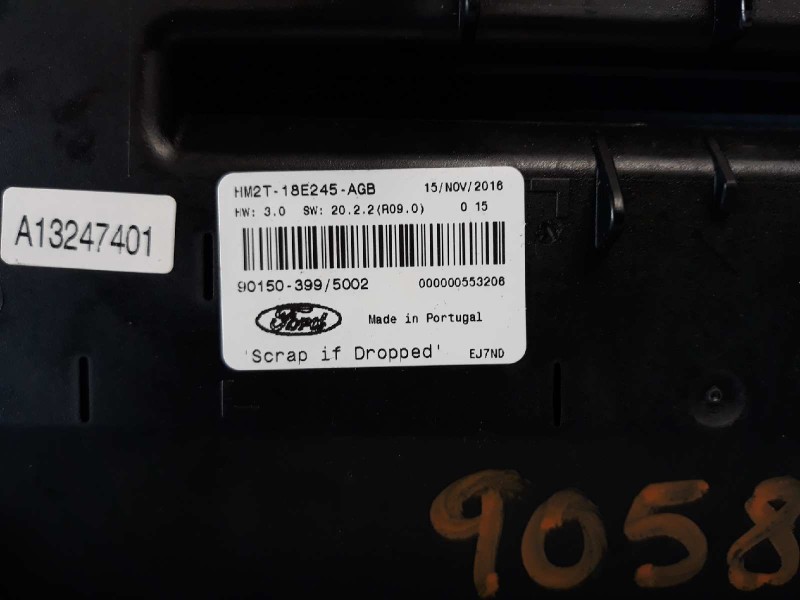 HM2T-18E245-AGB 15/NOV/2016
HW: 3.0 SW: 20.2.2(R09.0) 0 15
A13247401
90150-399/5002 000000553206
Ford Made in Portugal
'Scrap if Dropped' EJ7ND
9058